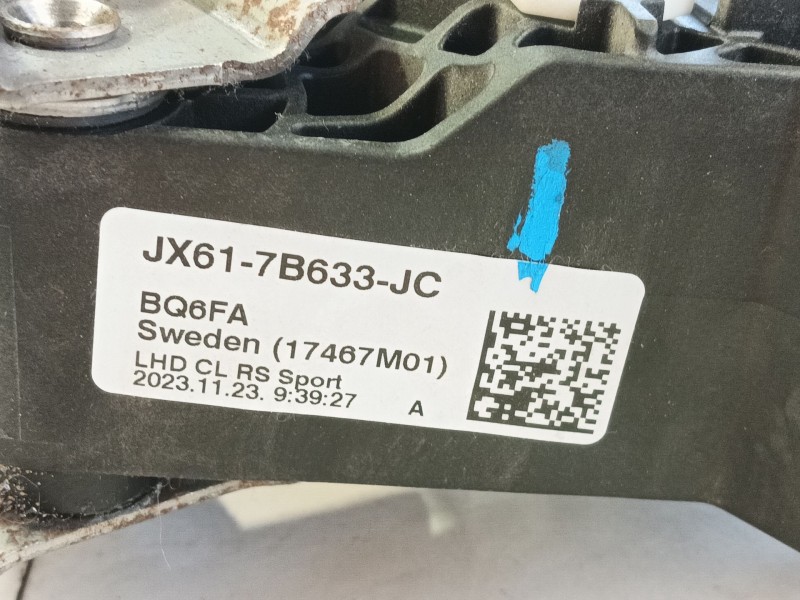 JX61-7B633-JC
BQ6FA
Sweden (17467M01)
LHD CL RS Sport
2023.11.23. 9:39:27 A